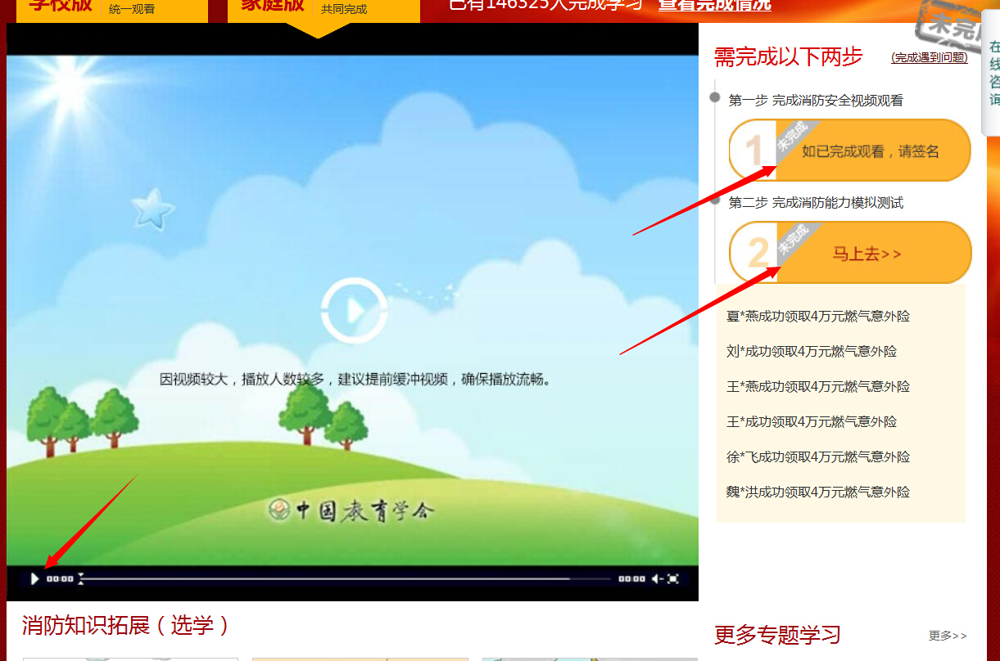 学校版 统一观看
家庭版 共同完成
已有146325人完成学习 查看完成情况
未完
在线咨询
需完成以下两步 (完成遇到问题)
第一步 完成消防安全视频观看
1 未完成 如已完成观看，请签名
第二步 完成消防能力模拟测试
2 未完成 马上去>>
夏*燕成功领取4万元燃气意外险
刘*成功领取4万元燃气意外险
王*燕成功领取4万元燃气意外险
王*成功领取4万元燃气意外险
徐*飞成功领取4万元燃气意外险
魏*洪成功领取4万元燃气意外险
因视频较大，播放人数较多，建议提前缓冲视频，确保播放流畅。
中国教育学会
00:00 00:00
消防知识拓展（选学）
更多专题学习 更多>>